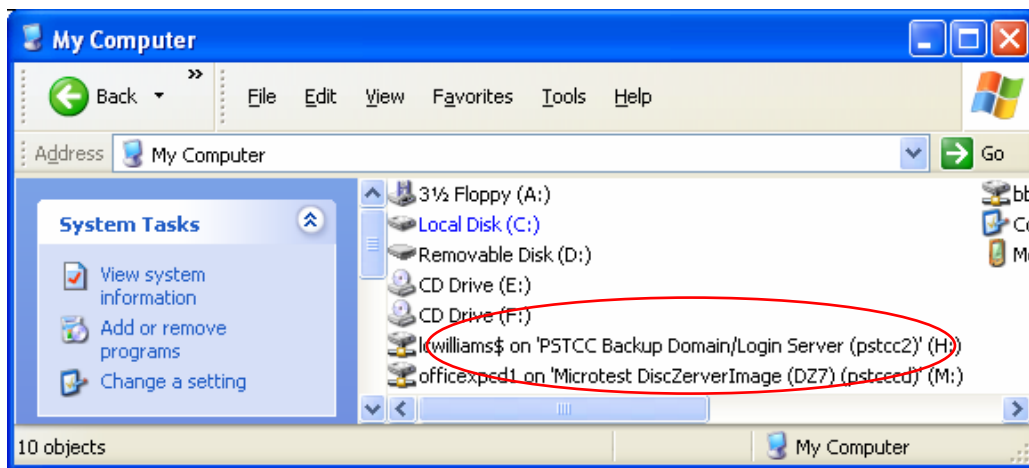 My Computer
Back
»
File Edit View Favorites Tools Help
Address My Computer Go
System Tasks
View system
information
Add or remove
programs
Change a setting
3½ Floppy (A:)
Local Disk (C:)
Removable Disk (D:)
CD Drive (E:)
CD Drive (F:)
lcwilliams$ on 'PSTCC Backup Domain/Login Server (pstcc2)' (H:)
officexpcd1 on 'Microtest DiscZerverImage (DZ7) (pstcccd)' (M:)
10 objects
My Computer